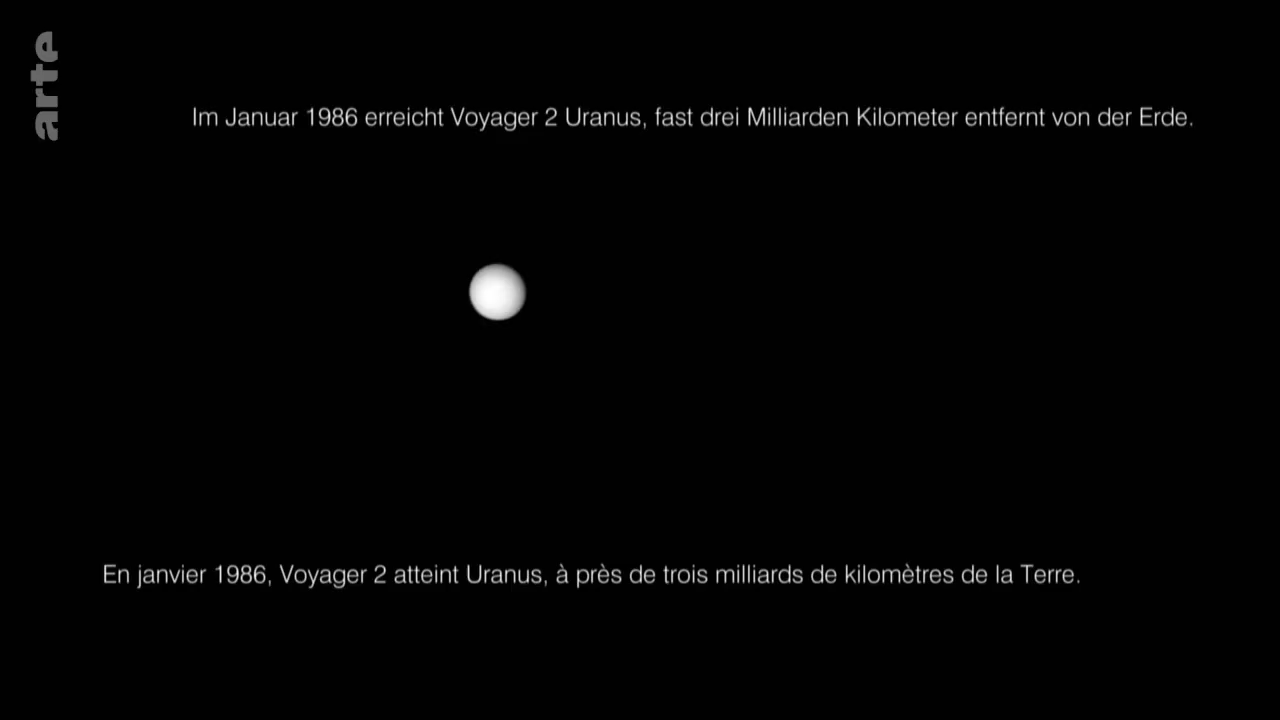 arte
Im Januar 1986 erreicht Voyager 2 Uranus, fast drei Milliarden Kilometer entfernt von der Erde.
En janvier 1986, Voyager 2 atteint Uranus, à près de trois milliards de kilomètres de la Terre.